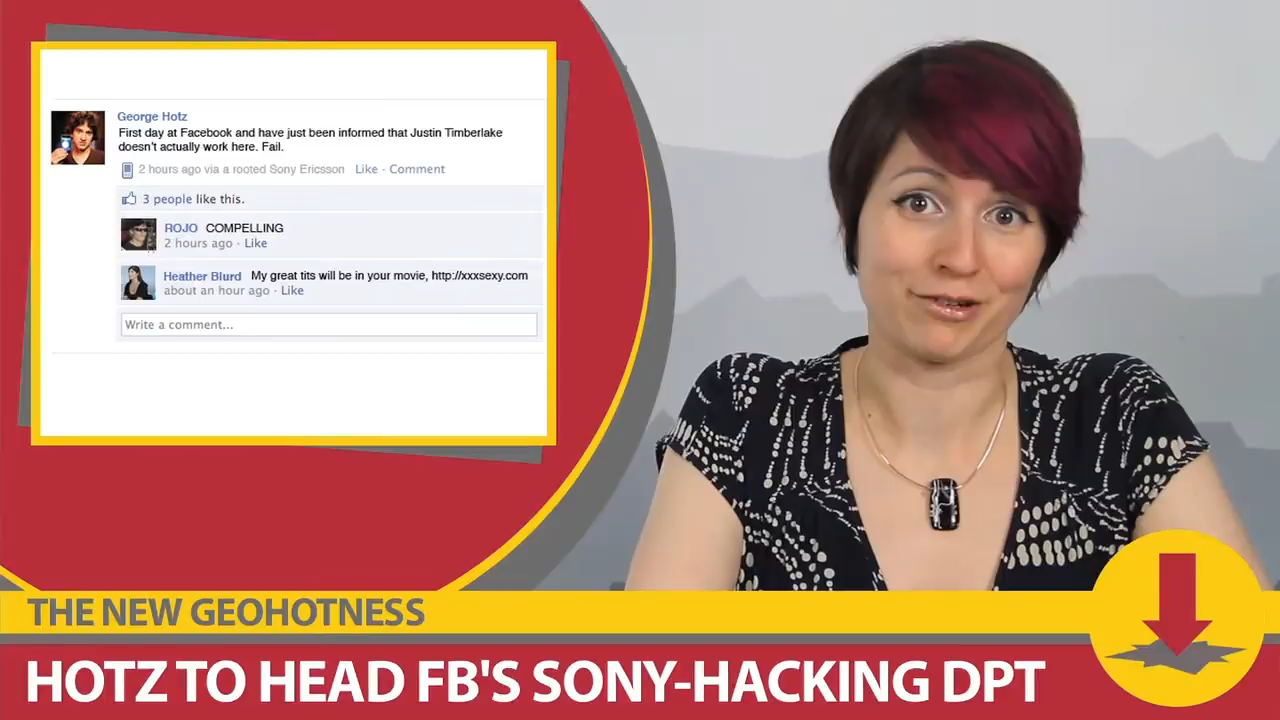 George Hotz
First day at Facebook and have just been informed that Justin Timberlake
doesn't actually work here. Fail.
2 hours ago via a rooted Sony Ericsson Like · Comment
3 people like this.
ROJO COMPELLING
2 hours ago · Like
Heather Blurd My great tits will be in your movie, http://xxxsexy.com
about an hour ago · Like
Write a comment...
THE NEW GEOHOTNESS
HOTZ TO HEAD FB'S SONY-HACKING DPT